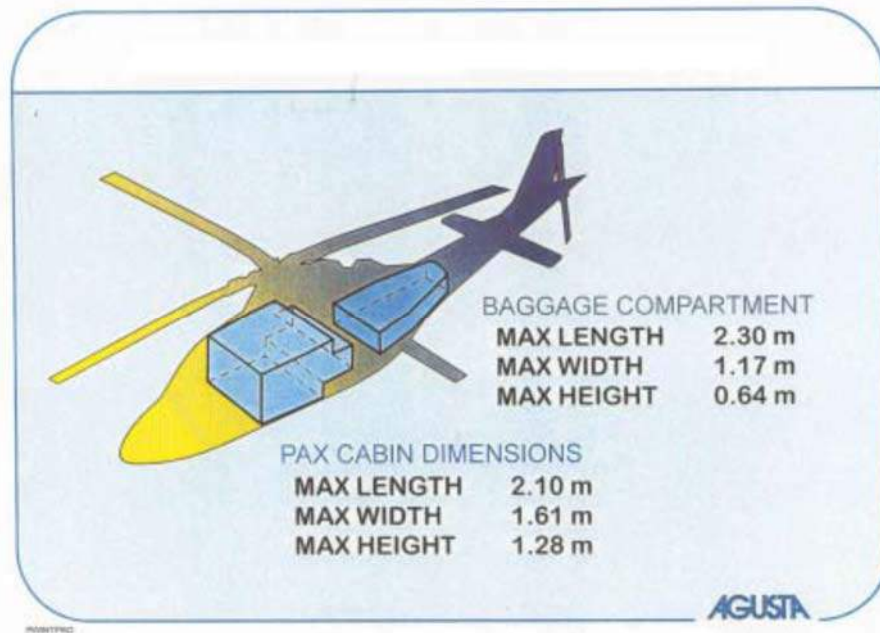 BAGGAGE COMPARTMENT
MAX LENGTH 2.30 m
MAX WIDTH 1.17 m
MAX HEIGHT 0.64 m
PAX CABIN DIMENSIONS
MAX LENGTH 2.10 m
MAX WIDTH 1.61 m
MAX HEIGHT 1.28 m
AGUSTA